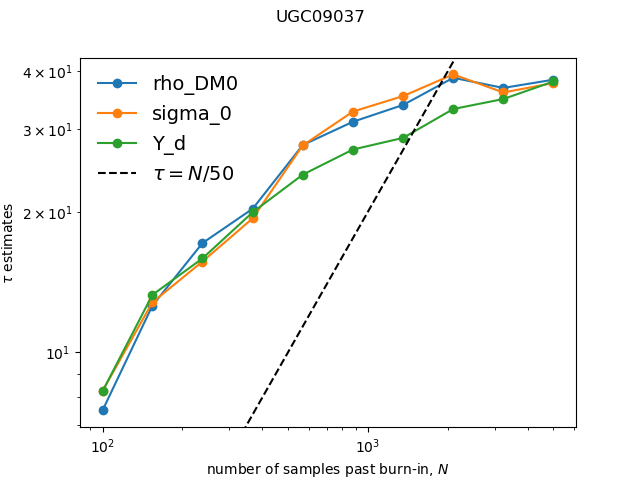 UGC09037
4 × 10¹
3 × 10¹
2 × 10¹
10¹
τ estimates
rho_DM0
sigma_0
Y_d
τ = N/50
10² 10³
number of samples past burn-in, N